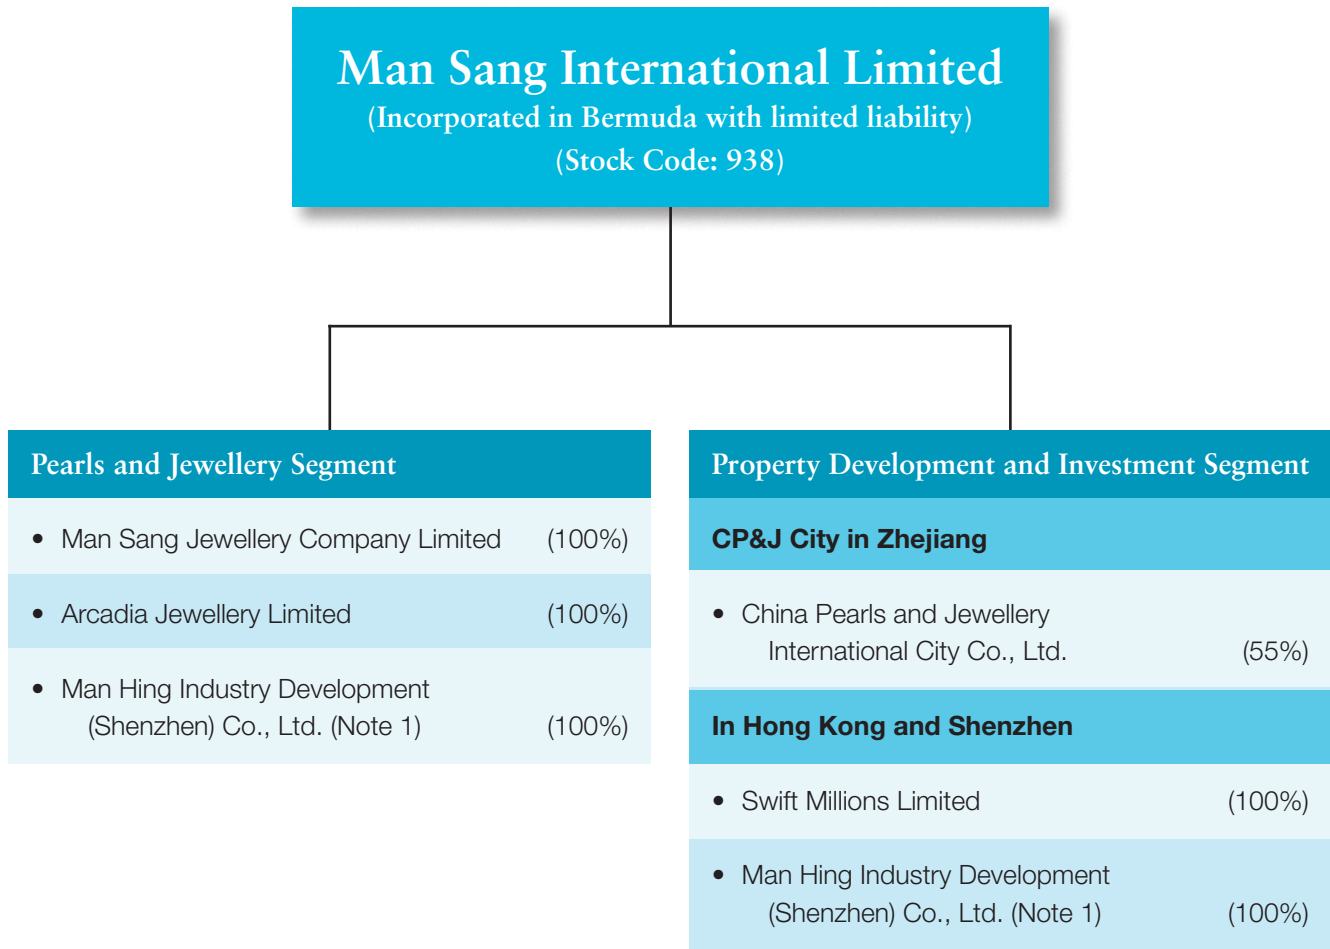 Man Sang International Limited
(Incorporated in Bermuda with limited liability)
(Stock Code: 938)
Pearls and Jewellery Segment
• Man Sang Jewellery Company Limited (100%)
• Arcadia Jewellery Limited (100%)
• Man Hing Industry Development
(Shenzhen) Co., Ltd. (Note 1) (100%)
Property Development and Investment Segment
CP&J City in Zhejiang
• China Pearls and Jewellery
International City Co., Ltd. (55%)
In Hong Kong and Shenzhen
• Swift Millions Limited (100%)
• Man Hing Industry Development
(Shenzhen) Co., Ltd. (Note 1) (100%)